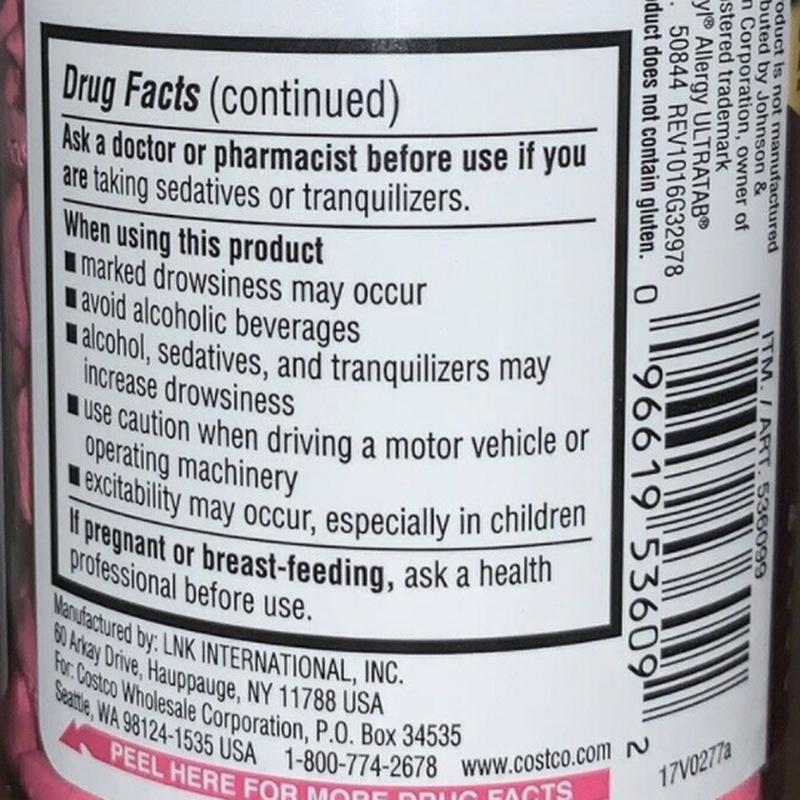 Drug Facts (continued)
Ask a doctor or pharmacist before use if you
are taking sedatives or tranquilizers.
When using this product
■ marked drowsiness may occur
■ avoid alcoholic beverages
■ alcohol, sedatives, and tranquilizers may
increase drowsiness
■ use caution when driving a motor vehicle or
operating machinery
■ excitability may occur, especially in children
If pregnant or breast-feeding, ask a health
professional before use.
Manufactured by: LNK INTERNATIONAL, INC.
60 Arkay Drive, Hauppauge, NY 11788 USA
For: Costco Wholesale Corporation, P.O. Box 34535
Seattle, WA 98124-1535 USA 1-800-774-2678 www.costco.com
PEEL HERE FOR MORE DRUG FACTS
is not manufactured
by Johnson &
Corporation, owner of
trademark
Allergy ULTRATAB®
50844 REV1016G32978
does not contain gluten.
0 96619 53609 2
ITM. / ART. 536099
17V0277a